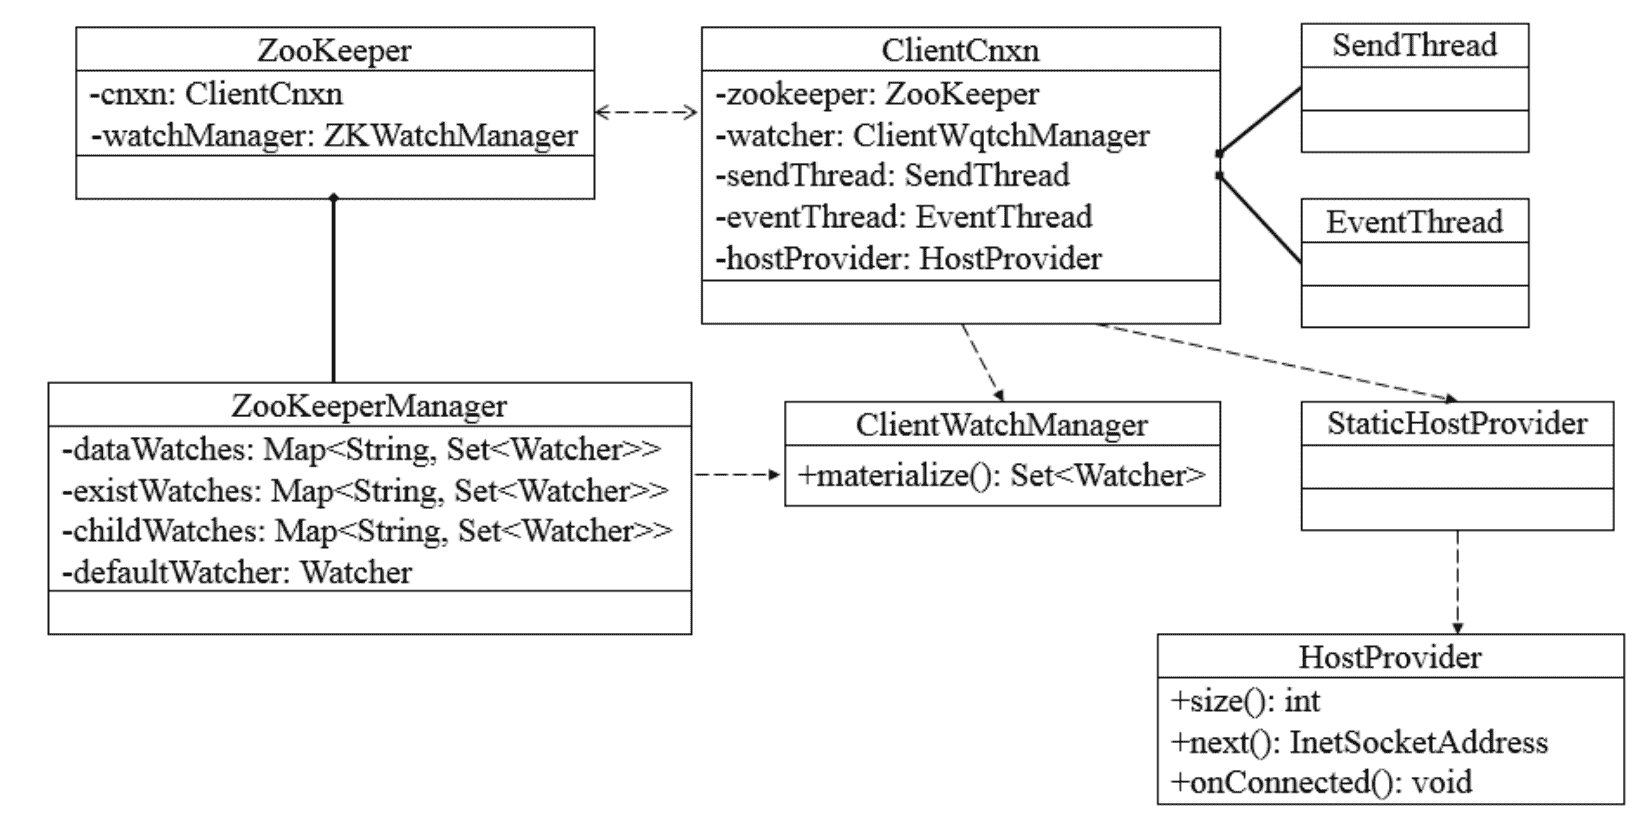 ZooKeeper
-cnxn: ClientCnxn
-watchManager: ZKWatchManager
ClientCnxn
-zookeeper: ZooKeeper
-watcher: ClientWqtchManager
-sendThread: SendThread
-eventThread: EventThread
-hostProvider: HostProvider
SendThread
EventThread
ZooKeeperManager
-dataWatches: Map<String, Set<Watcher>>
-existWatches: Map<String, Set<Watcher>>
-childWatches: Map<String, Set<Watcher>>
-defaultWatcher: Watcher
ClientWatchManager
+materialize(): Set<Watcher>
StaticHostProvider
HostProvider
+size(): int
+next(): InetSocketAddress
+onConnected(): void